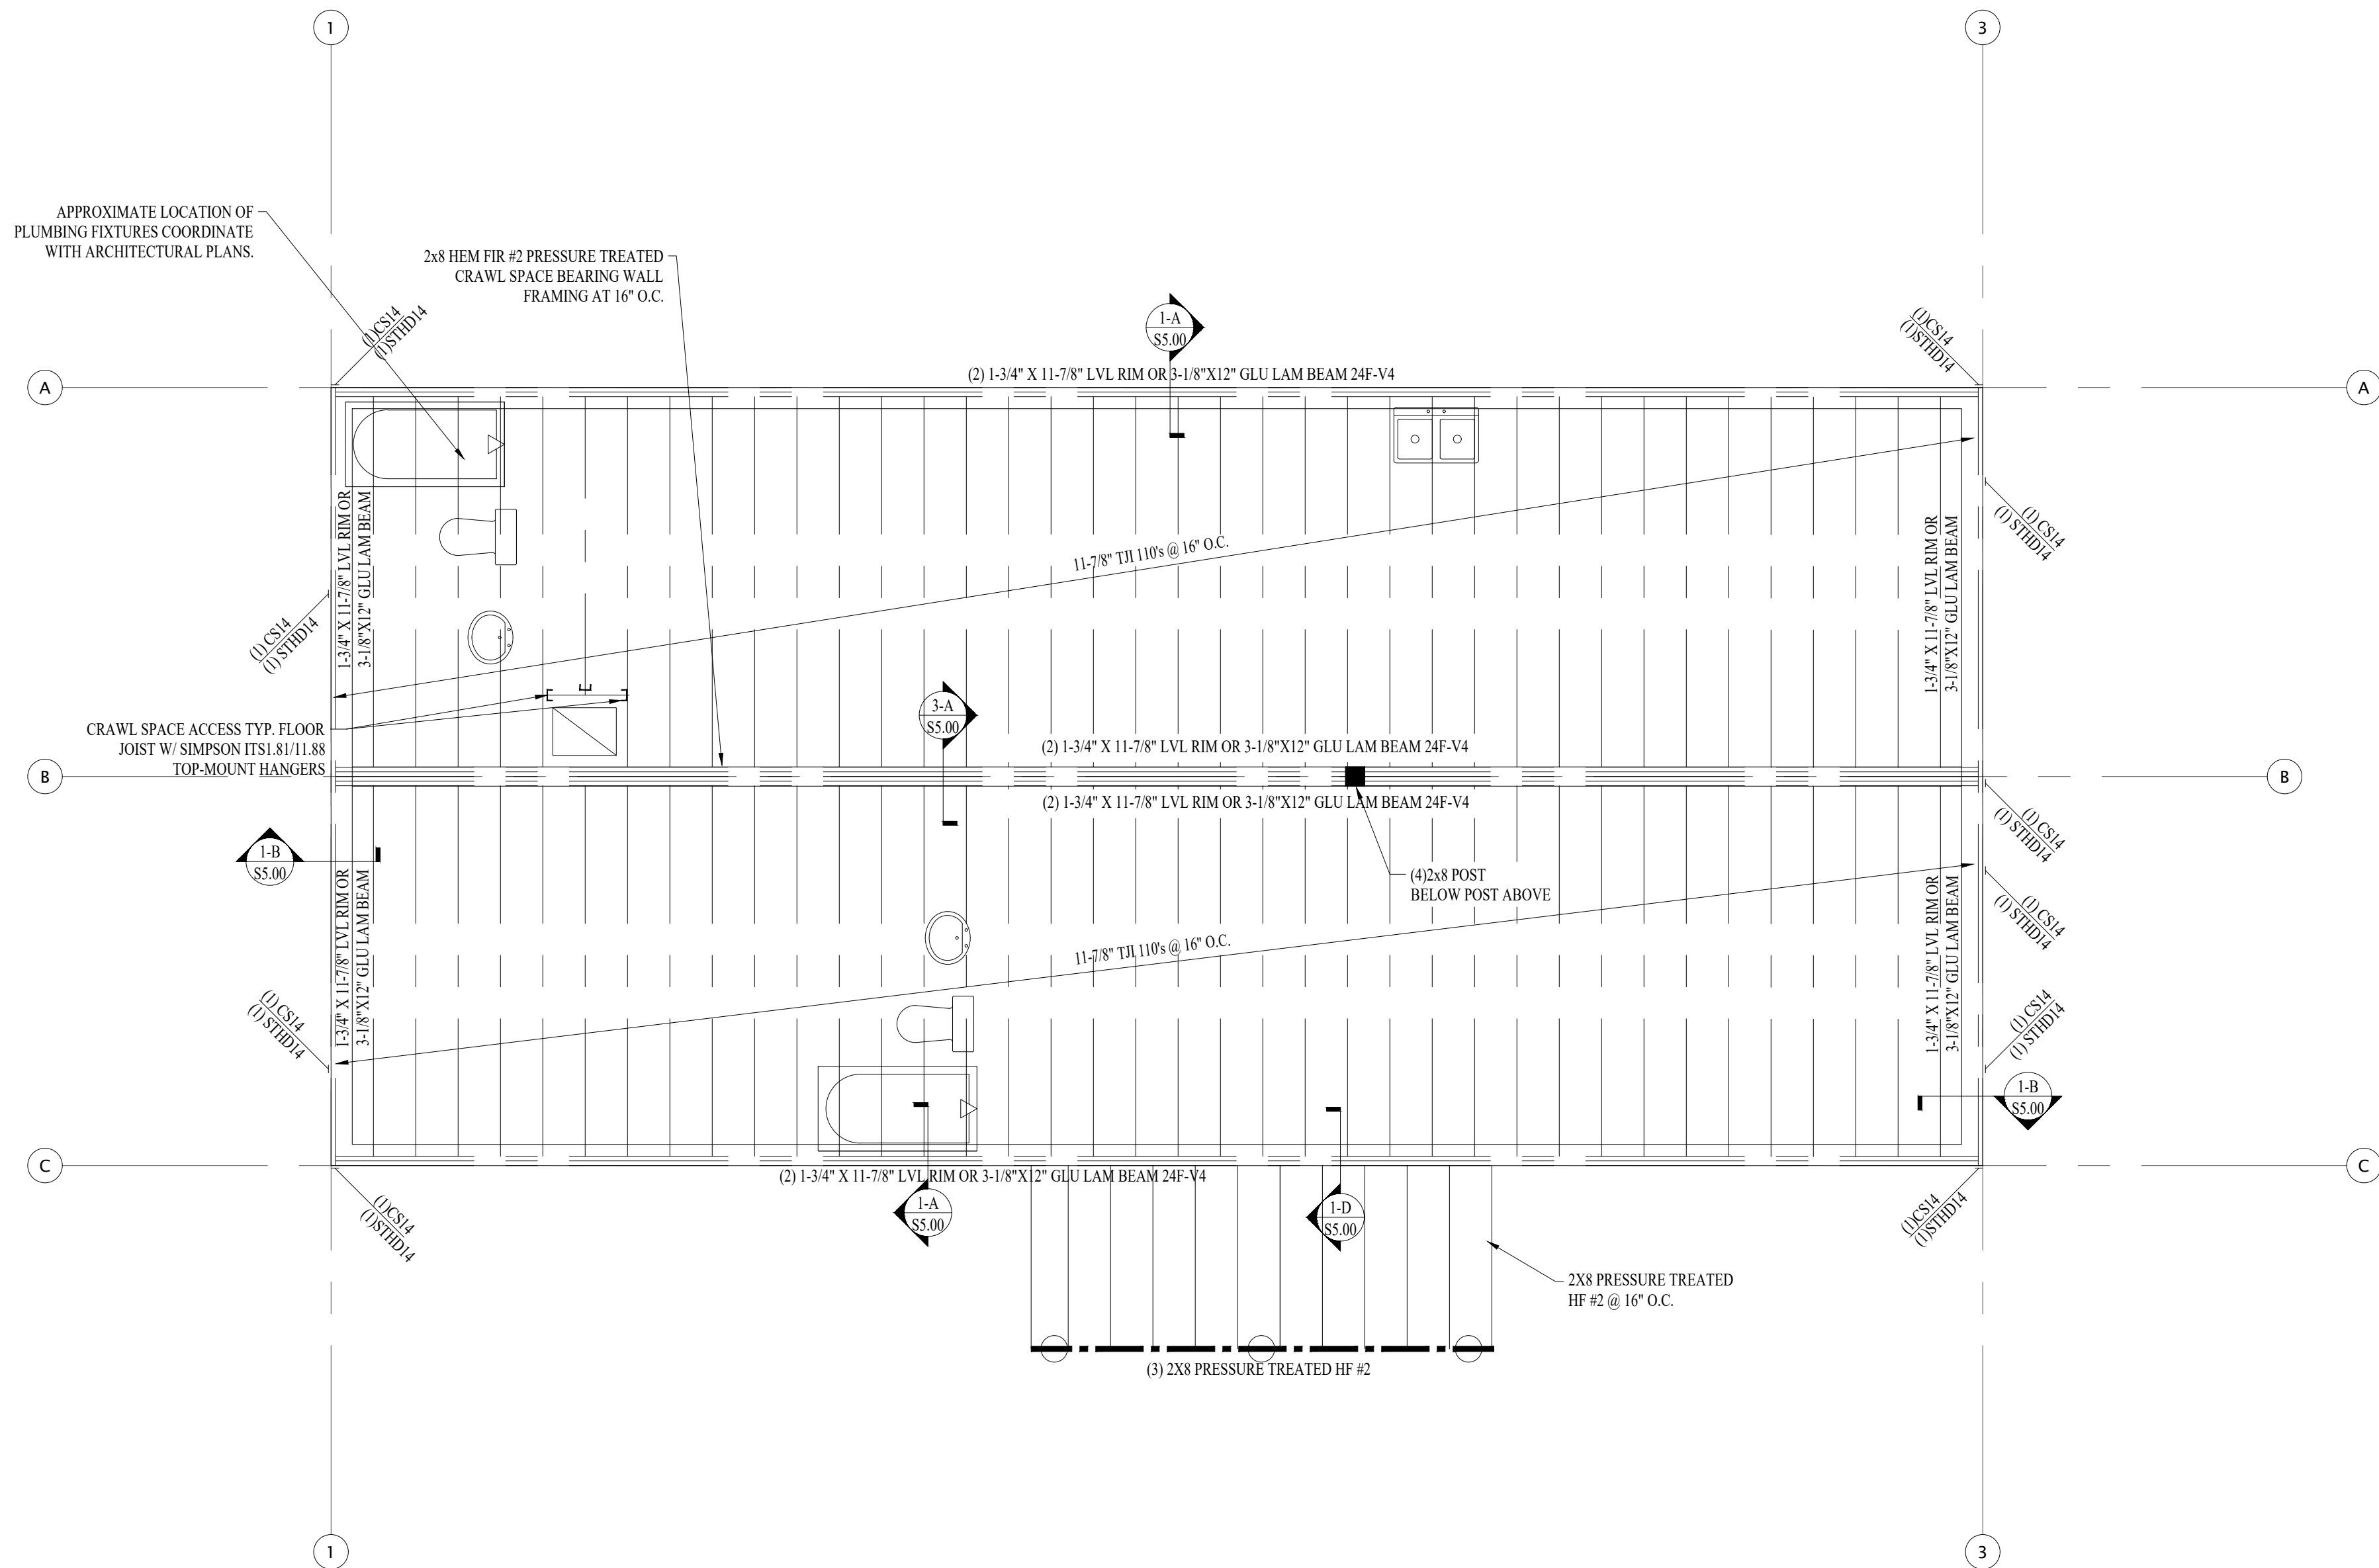 1
3
APPROXIMATE LOCATION OF
PLUMBING FIXTURES COORDINATE
WITH ARCHITECTURAL PLANS.
2x8 HEM FIR #2 PRESSURE TREATED
CRAWL SPACE BEARING WALL
FRAMING AT 16" O.C.
(1)CS14
(1)STHD14
1-A
S5.00
(1)CS14
(1)STHD14
(2) 1-3/4" X 11-7/8" LVL RIM OR 3-1/8"X12" GLU LAM BEAM 24F-V4
A
A
1-3/4" X 11-7/8" LVL RIM OR
3-1/8"X12" GLU LAM BEAM
(1) CS14
(1) STHD14
11-7/8" TJI 110's @ 16" O.C.
1-3/4" X 11-7/8" LVL RIM OR
3-1/8"X12" GLU LAM BEAM
(1) CS14
(1) STHD14
3-A
S5.00
CRAWL SPACE ACCESS TYP. FLOOR
JOIST W/ SIMPSON ITS1.81/11.88
TOP-MOUNT HANGERS
(2) 1-3/4" X 11-7/8" LVL RIM OR 3-1/8"X12" GLU LAM BEAM 24F-V4
B
B
(2) 1-3/4" X 11-7/8" LVL RIM OR 3-1/8"X12" GLU LAM BEAM 24F-V4
(1) CS14
(1) STHD14
1-B
S5.00
(4)2x8 POST
BELOW POST ABOVE
(1) CS14
(1) STHD14
1-3/4" X 11-7/8" LVL RIM OR
3-1/8"X12" GLU LAM BEAM
11-7/8" TJI 110's @ 16" O.C.
1-3/4" X 11-7/8" LVL RIM OR
3-1/8"X12" GLU LAM BEAM
(1) CS14
(1) STHD14
(1) CS14
(1) STHD14
1-B
S5.00
C
C
(2) 1-3/4" X 11-7/8" LVL RIM OR 3-1/8"X12" GLU LAM BEAM 24F-V4
(1)CS14
(1)STHD14
1-A
S5.00
1-D
S5.00
(1)CS14
(1)STHD14
2X8 PRESSURE TREATED
HF #2 @ 16" O.C.
(3) 2X8 PRESSURE TREATED HF #2
1
3